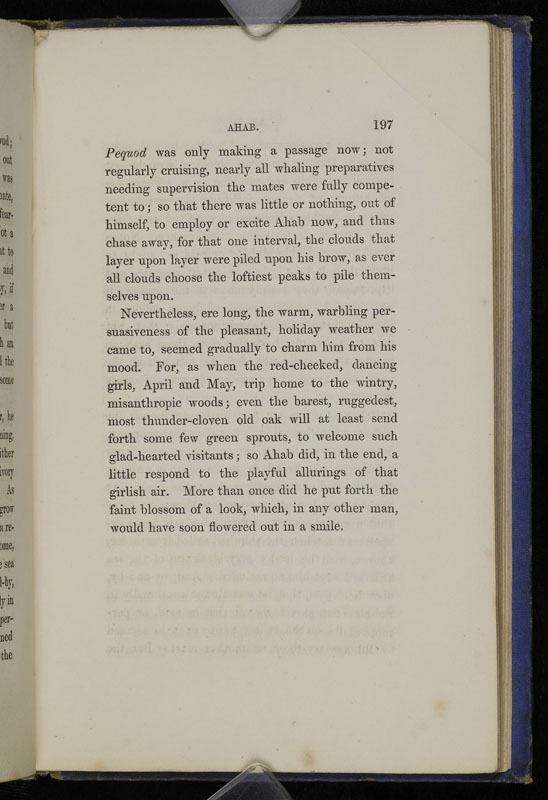 AHAB. 197
Pequod was only making a passage now; not
regularly cruising, nearly all whaling preparatives
needing supervision the mates were fully compe-
tent to; so that there was little or nothing, out of
himself, to employ or excite Ahab now, and thus
chase away, for that one interval, the clouds that
layer upon layer were piled upon his brow, as ever
all clouds choose the loftiest peaks to pile them-
selves upon.
Nevertheless, ere long, the warm, warbling per-
suasiveness of the pleasant, holiday weather we
came to, seemed gradually to charm him from his
mood. For, as when the red-cheeked, dancing
girls, April and May, trip home to the wintry,
misanthropic woods; even the barest, ruggedest,
most thunder-cloven old oak will at least send
forth some few green sprouts, to welcome such
glad-hearted visitants; so Ahab did, in the end, a
little respond to the playful allurings of that
girlish air. More than once did he put forth the
faint blossom of a look, which, in any other man,
would have soon flowered out in a smile.